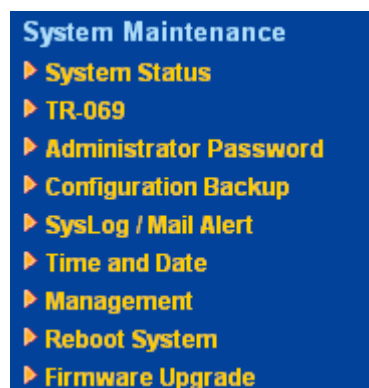 System Maintenance
System Status
TR-069
Administrator Password
Configuration Backup
SysLog / Mail Alert
Time and Date
Management
Reboot System
Firmware Upgrade